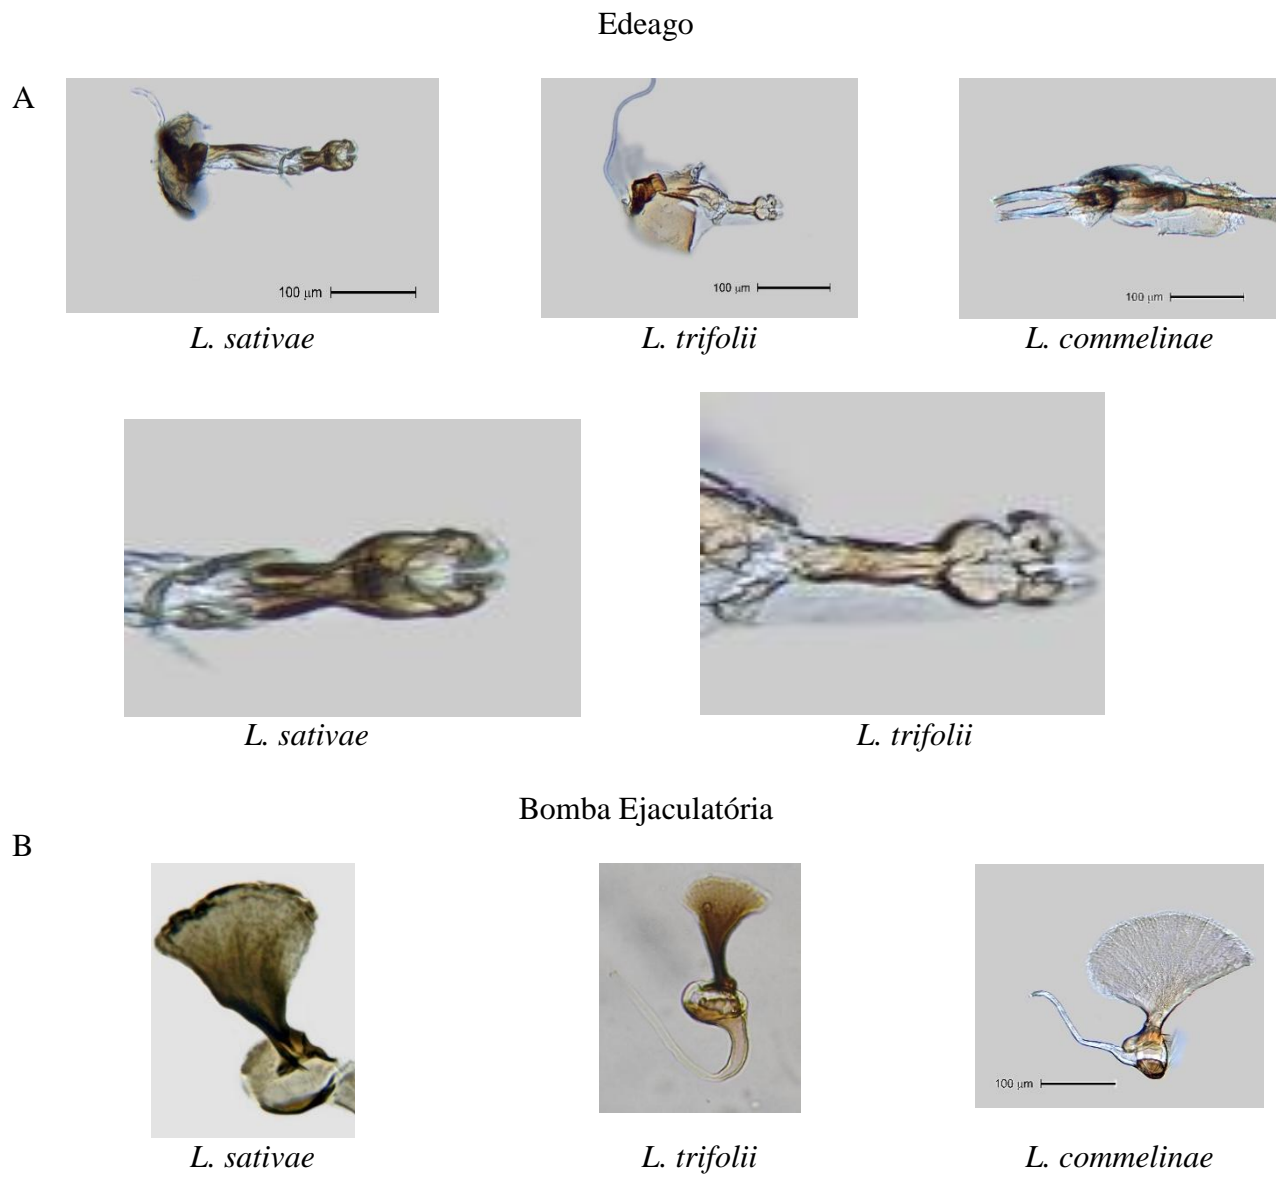 Edeago
A
100 μm
100 μm
100 μm
L. sativae
L. trifolii
L. commelinae
L. sativae
L. trifolii
Bomba Ejaculatória
B
100 μm
L. sativae
L. trifolii
L. commelinae